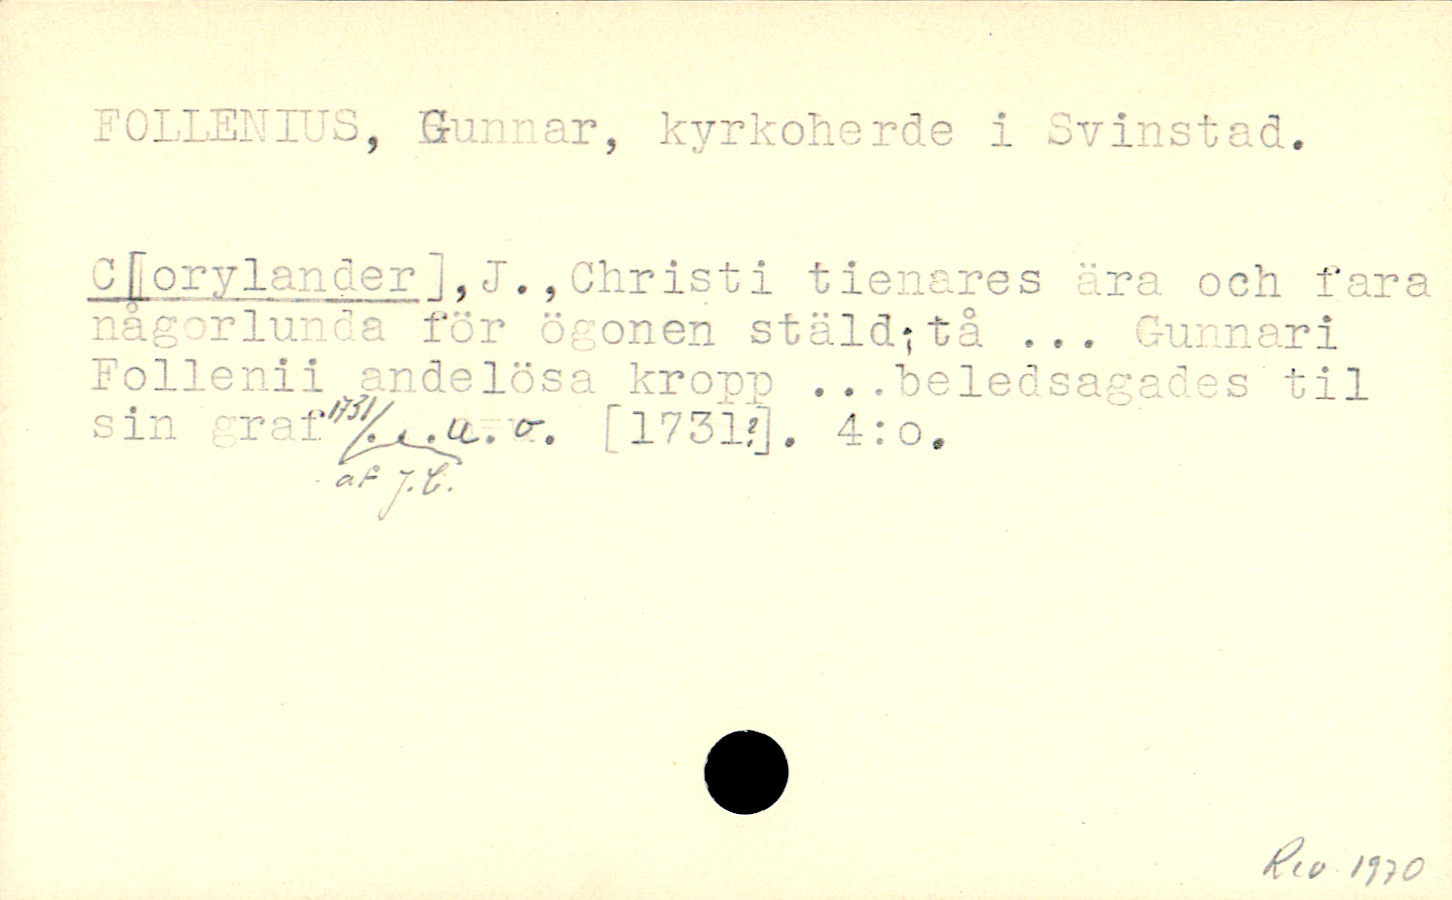 FOLLENIUS, Gunnar, kyrkoherde i Svinstad.
C[orylander], J., Christi tienares ära och fara
någorlunda för ögonen stäld; tå ... Gunnari
Follenii andelösa kropp ... beledsagades til
sin graf 1731/. ... u. o. [1731?]. 4:o.
af J. C.
Rev 1970